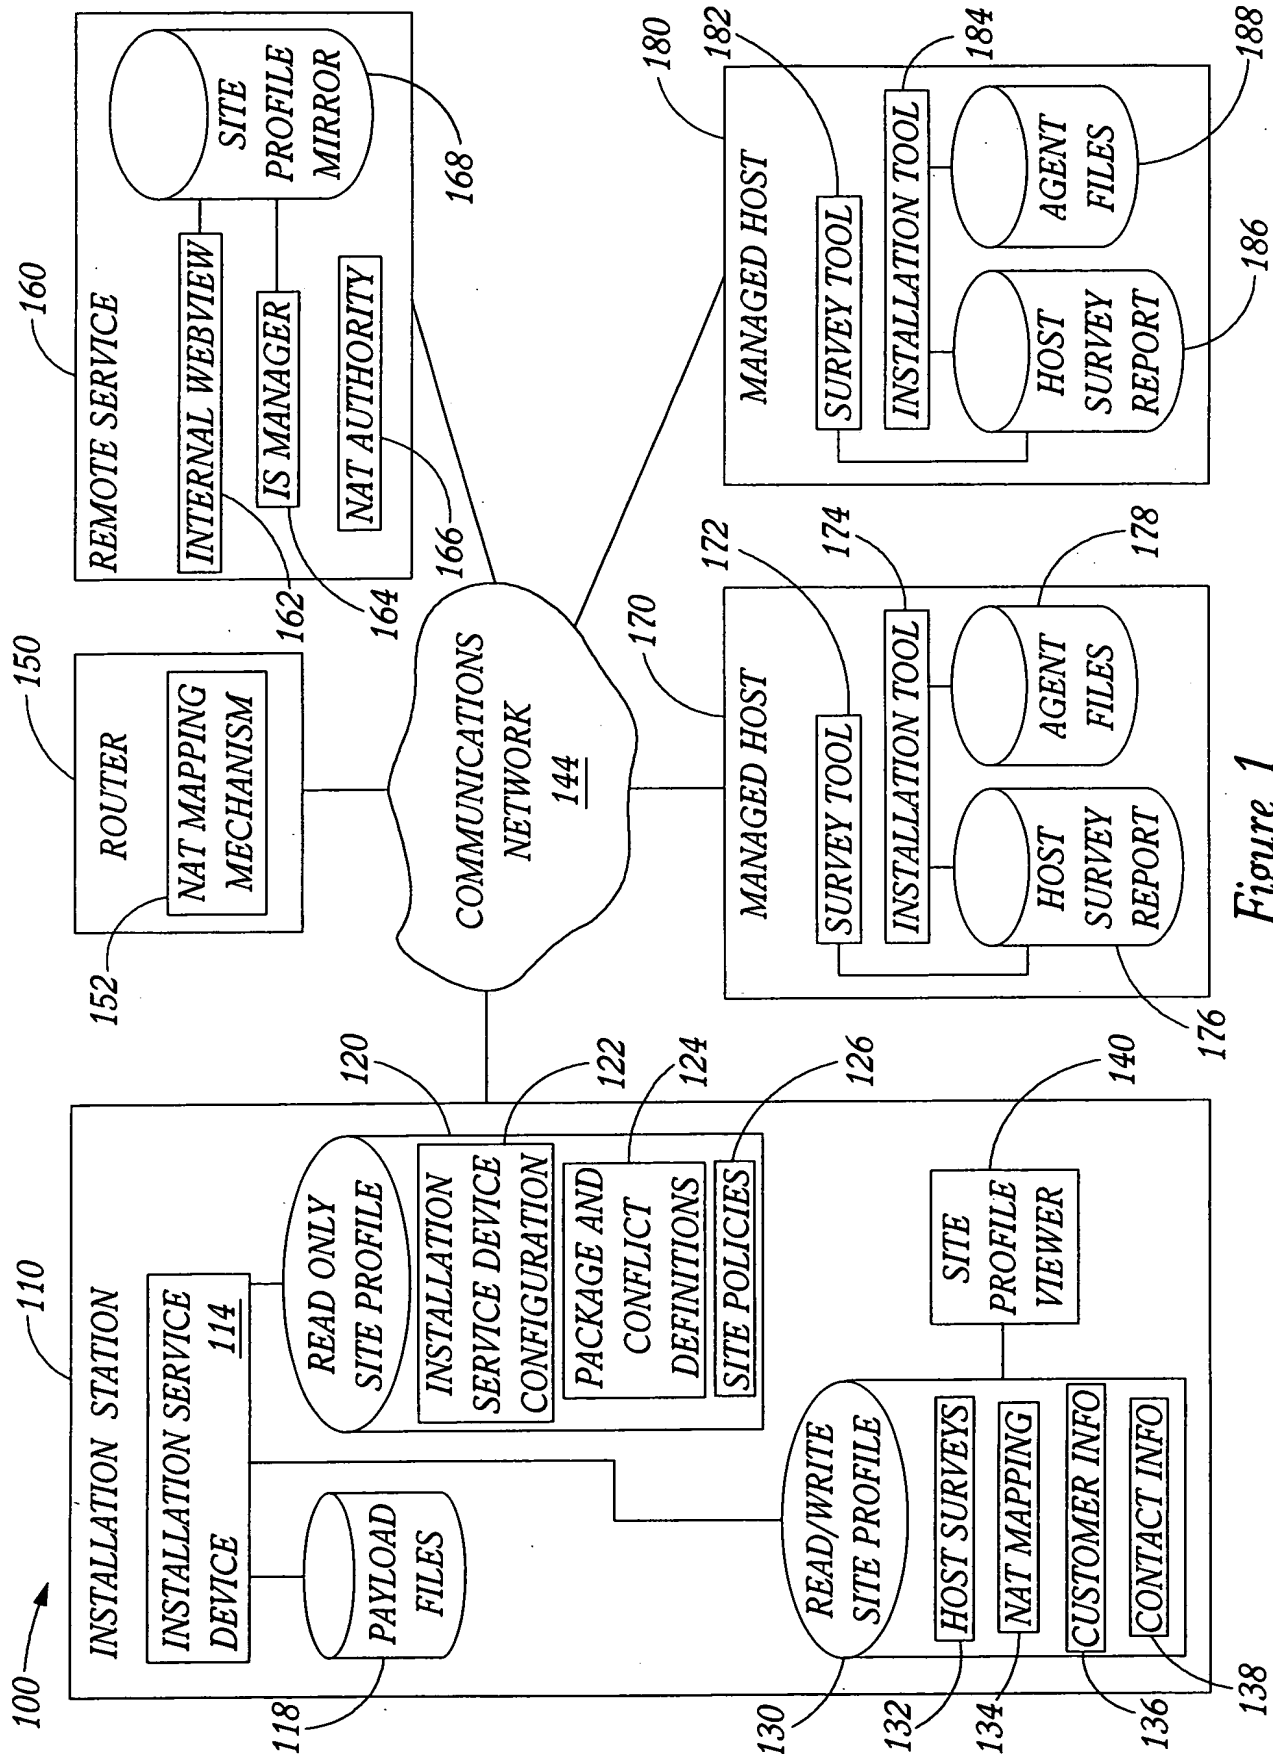 100
110
INSTALLATION STATION
INSTALLATION SERVICE
DEVICE
114
118
PAYLOAD
FILES
READ ONLY
SITE PROFILE
120
INSTALLATION
SERVICE DEVICE
CONFIGURATION
122
PACKAGE AND
CONFLICT
DEFINITIONS
124
SITE POLICIES
126
130
READ/WRITE
SITE PROFILE
132
HOST SURVEYS
134
NAT MAPPING
136
CUSTOMER INFO
138
CONTACT INFO
140
SITE
PROFILE
VIEWER
150
ROUTER
152
NAT MAPPING
MECHANISM
COMMUNICATIONS
NETWORK
144
160
REMOTE SERVICE
INTERNAL WEBVIEW
162
IS MANAGER
164
NAT AUTHORITY
166
SITE
PROFILE
MIRROR
168
170
MANAGED HOST
172
SURVEY TOOL
174
INSTALLATION TOOL
HOST
SURVEY
REPORT
176
AGENT
FILES
178
180
MANAGED HOST
182
SURVEY TOOL
184
INSTALLATION TOOL
HOST
SURVEY
REPORT
186
AGENT
FILES
188
Figure 1